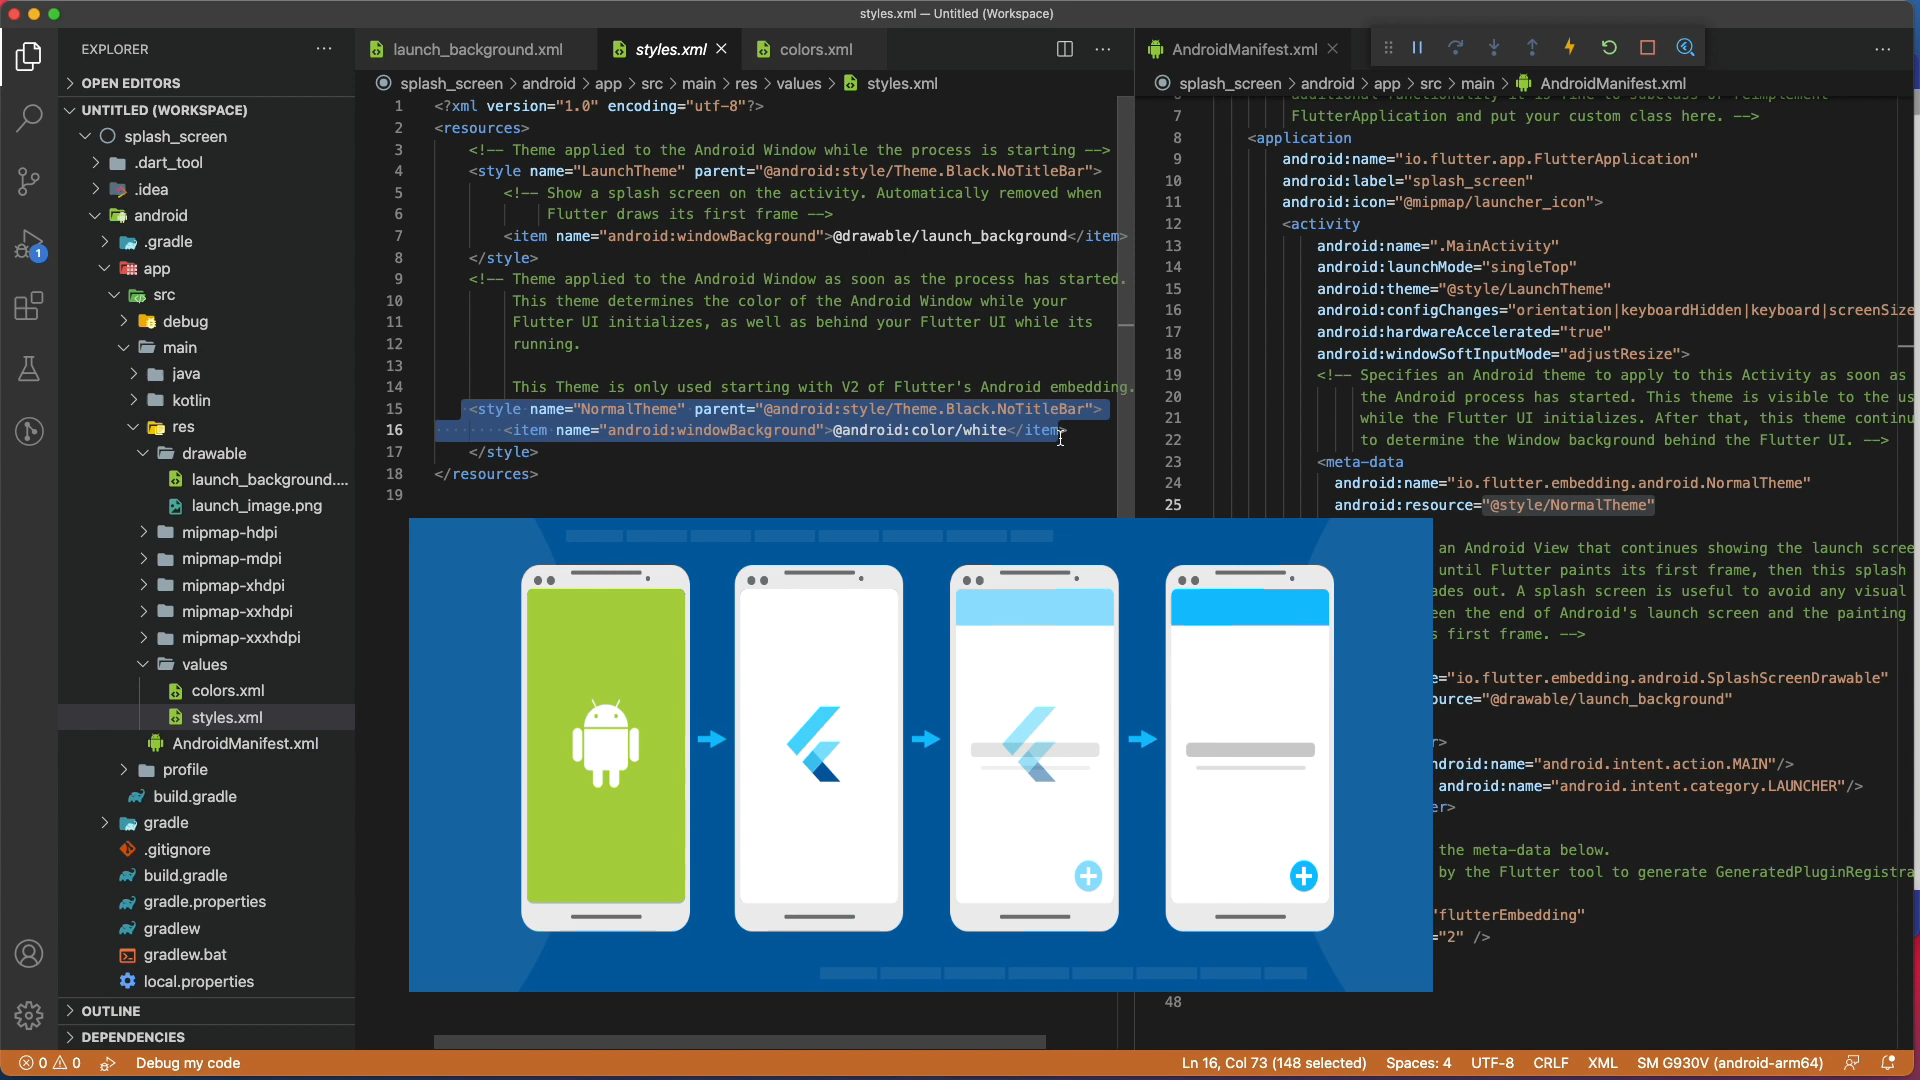 styles.xml — Untitled (Workspace)
EXPLORER
OPEN EDITORS
UNTITLED (WORKSPACE)
splash_screen
.dart_tool
.idea
android
.gradle
app
src
debug
main
java
kotlin
res
drawable
launch_background....
launch_image.png
mipmap-hdpi
mipmap-mdpi
mipmap-xhdpi
mipmap-xxhdpi
mipmap-xxxhdpi
values
colors.xml
styles.xml
AndroidManifest.xml
profile
build.gradle
gradle
.gitignore
build.gradle
gradle.properties
gradlew
gradlew.bat
local.properties
OUTLINE
DEPENDENCIES
1
launch_background.xml
styles.xml
colors.xml
splash_screen > android > app > src > main > res > values > styles.xml
1 <?xml version="1.0" encoding="utf-8"?>
2 <resources>
3 <!-- Theme applied to the Android Window while the process is starting -->
4 <style name="LaunchTheme" parent="@android:style/Theme.Black.NoTitleBar">
5 <!-- Show a splash screen on the activity. Automatically removed when
6 Flutter draws its first frame -->
7 <item name="android:windowBackground">@drawable/launch_background</item>
8 </style>
9 <!-- Theme applied to the Android Window as soon as the process has started.
10 This theme determines the color of the Android Window while your
11 Flutter UI initializes, as well as behind your Flutter UI while its
12 running.
13
14 This Theme is only used starting with V2 of Flutter's Android embedding.
15 <style name="NormalTheme" parent="@android:style/Theme.Black.NoTitleBar">
16 <item name="android:windowBackground">@android:color/white</item>
17 </style>
18 </resources>
19
AndroidManifest.xml
splash_screen > android > app > src > main > AndroidManifest.xml
7 FlutterApplication and put your custom class here. -->
8 <application
9 android:name="io.flutter.app.FlutterApplication"
10 android:label="splash_screen"
11 android:icon="@mipmap/launcher_icon">
12 <activity
13 android:name=".MainActivity"
14 android:launchMode="singleTop"
15 android:theme="@style/LaunchTheme"
16 android:configChanges="orientation|keyboardHidden|keyboard|screenSize
17 android:hardwareAccelerated="true"
18 android:windowSoftInputMode="adjustResize">
19 <!-- Specifies an Android theme to apply to this Activity as soon as
20 the Android process has started. This theme is visible to the us
21 while the Flutter UI initializes. After that, this theme continu
22 to determine the Window background behind the Flutter UI. -->
23 <meta-data
24 android:name="io.flutter.embedding.android.NormalTheme"
25 android:resource="@style/NormalTheme"
an Android View that continues showing the launch scree
until Flutter paints its first frame, then this splash
ades out. A splash screen is useful to avoid any visual
een the end of Android's launch screen and the painting
s first frame. -->
e="io.flutter.embedding.android.SplashScreenDrawable"
ource="@drawable/launch_background"
r>
ndroid:name="android.intent.action.MAIN"/>
android:name="android.intent.category.LAUNCHER"/>
er>
the meta-data below.
by the Flutter tool to generate GeneratedPluginRegistra
"flutterEmbedding"
="2" />
48
0 0
Debug my code
Ln 16, Col 73 (148 selected)
Spaces: 4
UTF-8
CRLF
XML
SM G930V (android-arm64)